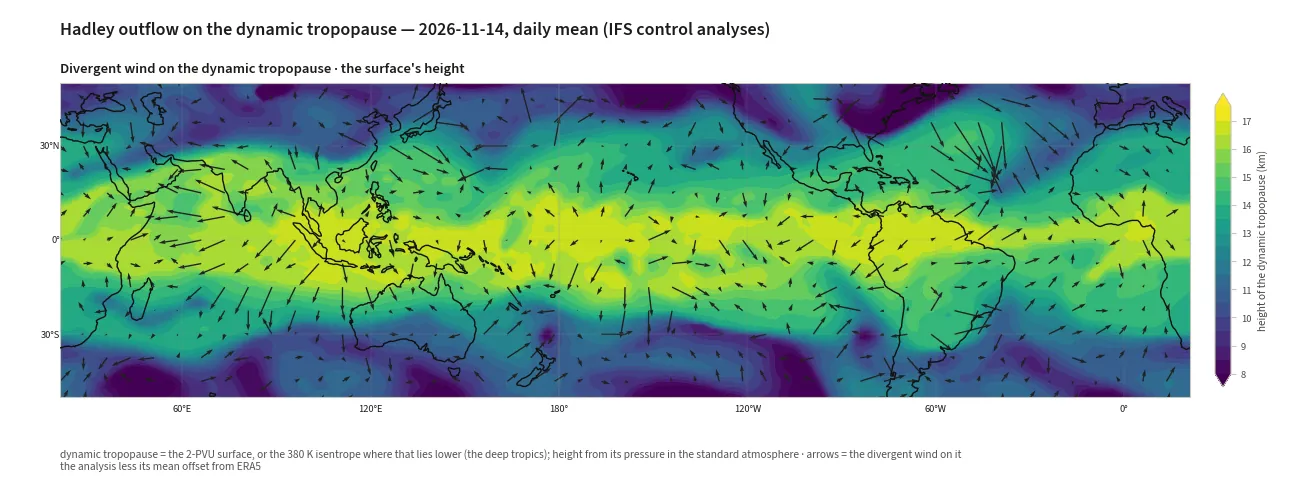 Hadley outflow on the dynamic tropopause — 2026-11-14, daily mean (IFS control analyses)
Divergent wind on the dynamic tropopause · the surface's height
30°N
0°
30°S
60°E
120°E
180°
120°W
60°W
0°
17
16
15
14
13
12
11
10
9
8
height of the dynamic tropopause (km)
dynamic tropopause = the 2-PVU surface, or the 380 K isentrope where that lies lower (the deep tropics); height from its pressure in the standard atmosphere · arrows = the divergent wind on it
the analysis less its mean offset from ERA5